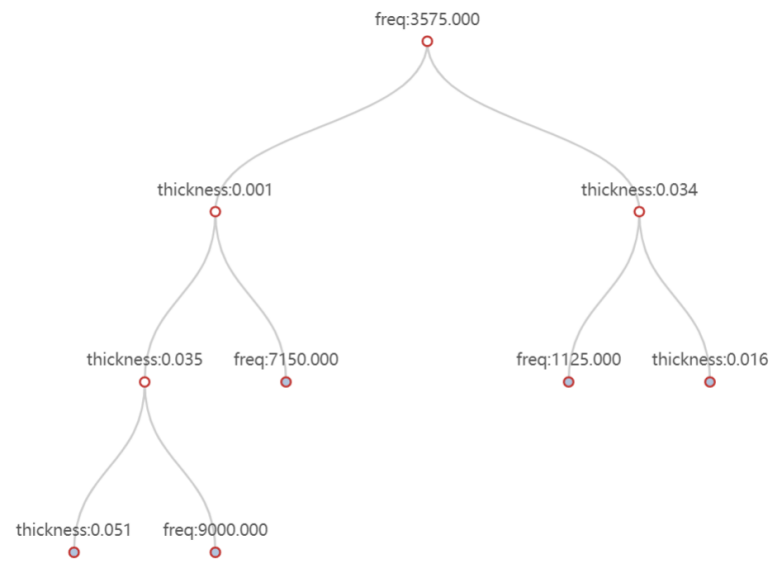 freq:3575.000
thickness:0.001
thickness:0.034
thickness:0.035
freq:7150.000
freq:1125.000
thickness:0.016
thickness:0.051
freq:9000.000